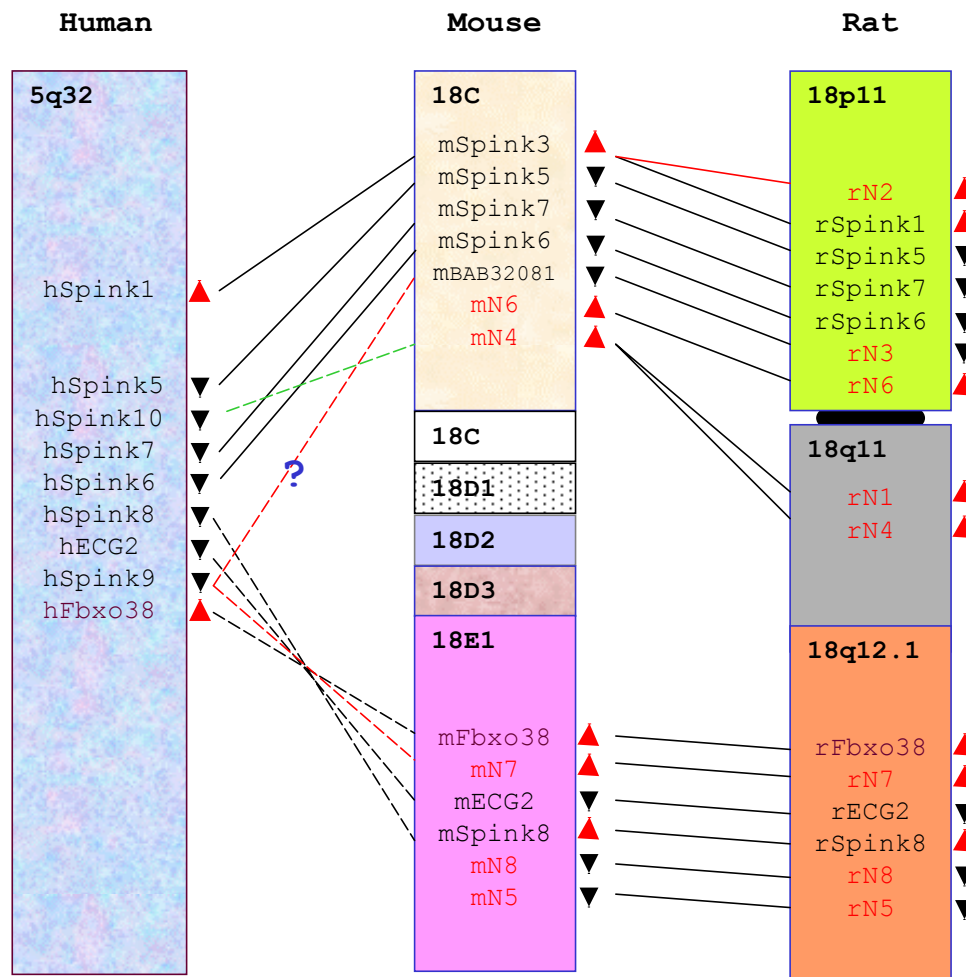 Human
Mouse
Rat
5q32
hSpink1
hSpink5
hSpink10
hSpink7
hSpink6
hSpink8
hECG2
hSpink9
hFbxo38
?
18C
mSpink3
mSpink5
mSpink7
mSpink6
mBAB32081
mN6
mN4
18C
18D1
18D2
18D3
18E1
mFbxo38
mN7
mECG2
mSpink8
mN8
mN5
18p11
rN2
rSpink1
rSpink5
rSpink7
rSpink6
rN3
rN6
18q11
rN1
rN4
18q12.1
rFbxo38
rN7
rECG2
rSpink8
rN8
rN5